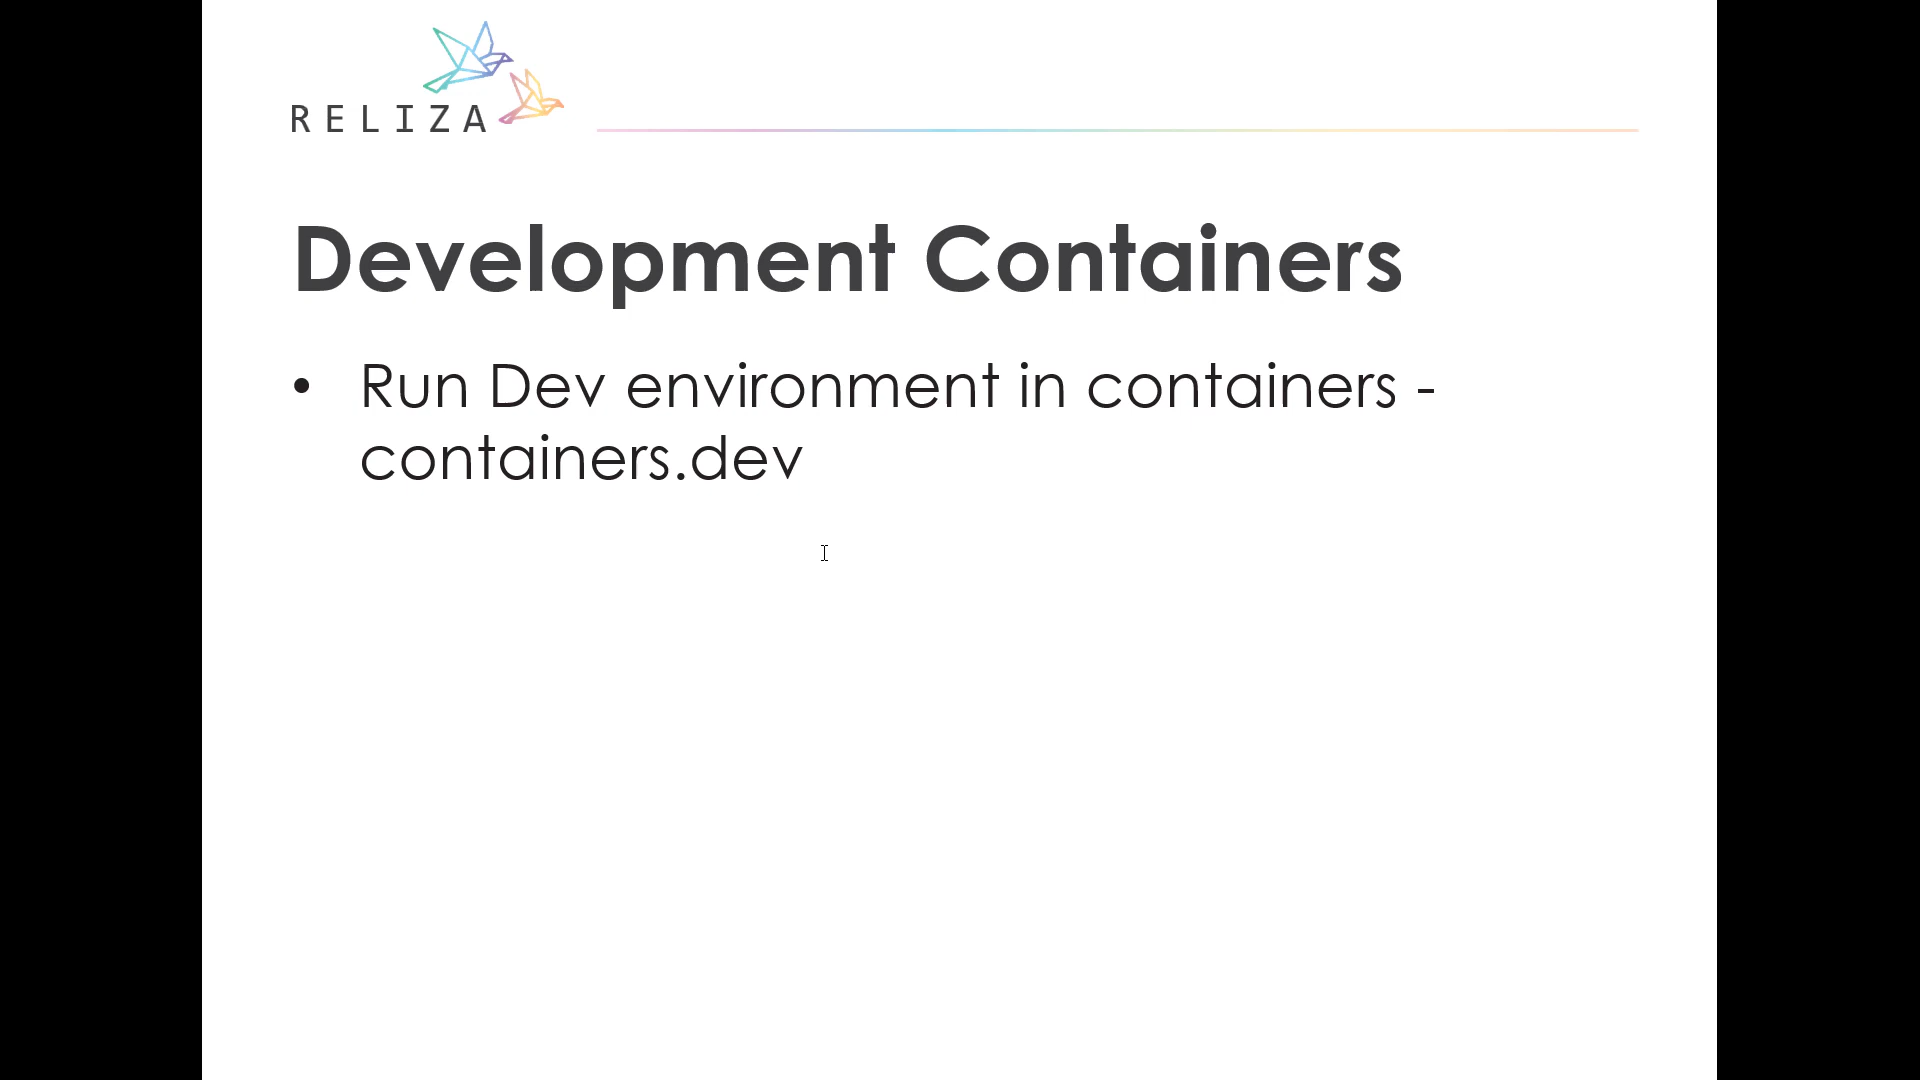 RELIZA
Development Containers
• Run Dev environment in containers -
containers.dev